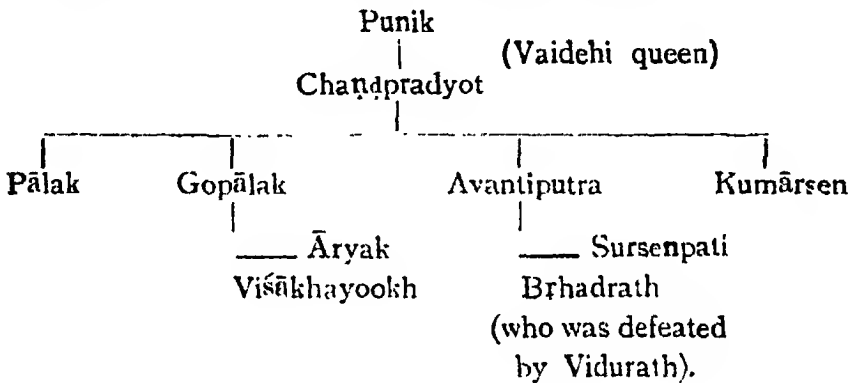 Punik
(Vaidehi queen)
Chaṇḍpradyot
Pālak Gopālak Avantiputra Kumārsen
Āryak Sursenpati
Viśākhayookh Bṛhadrath
(who was defeated
by Vidurath).